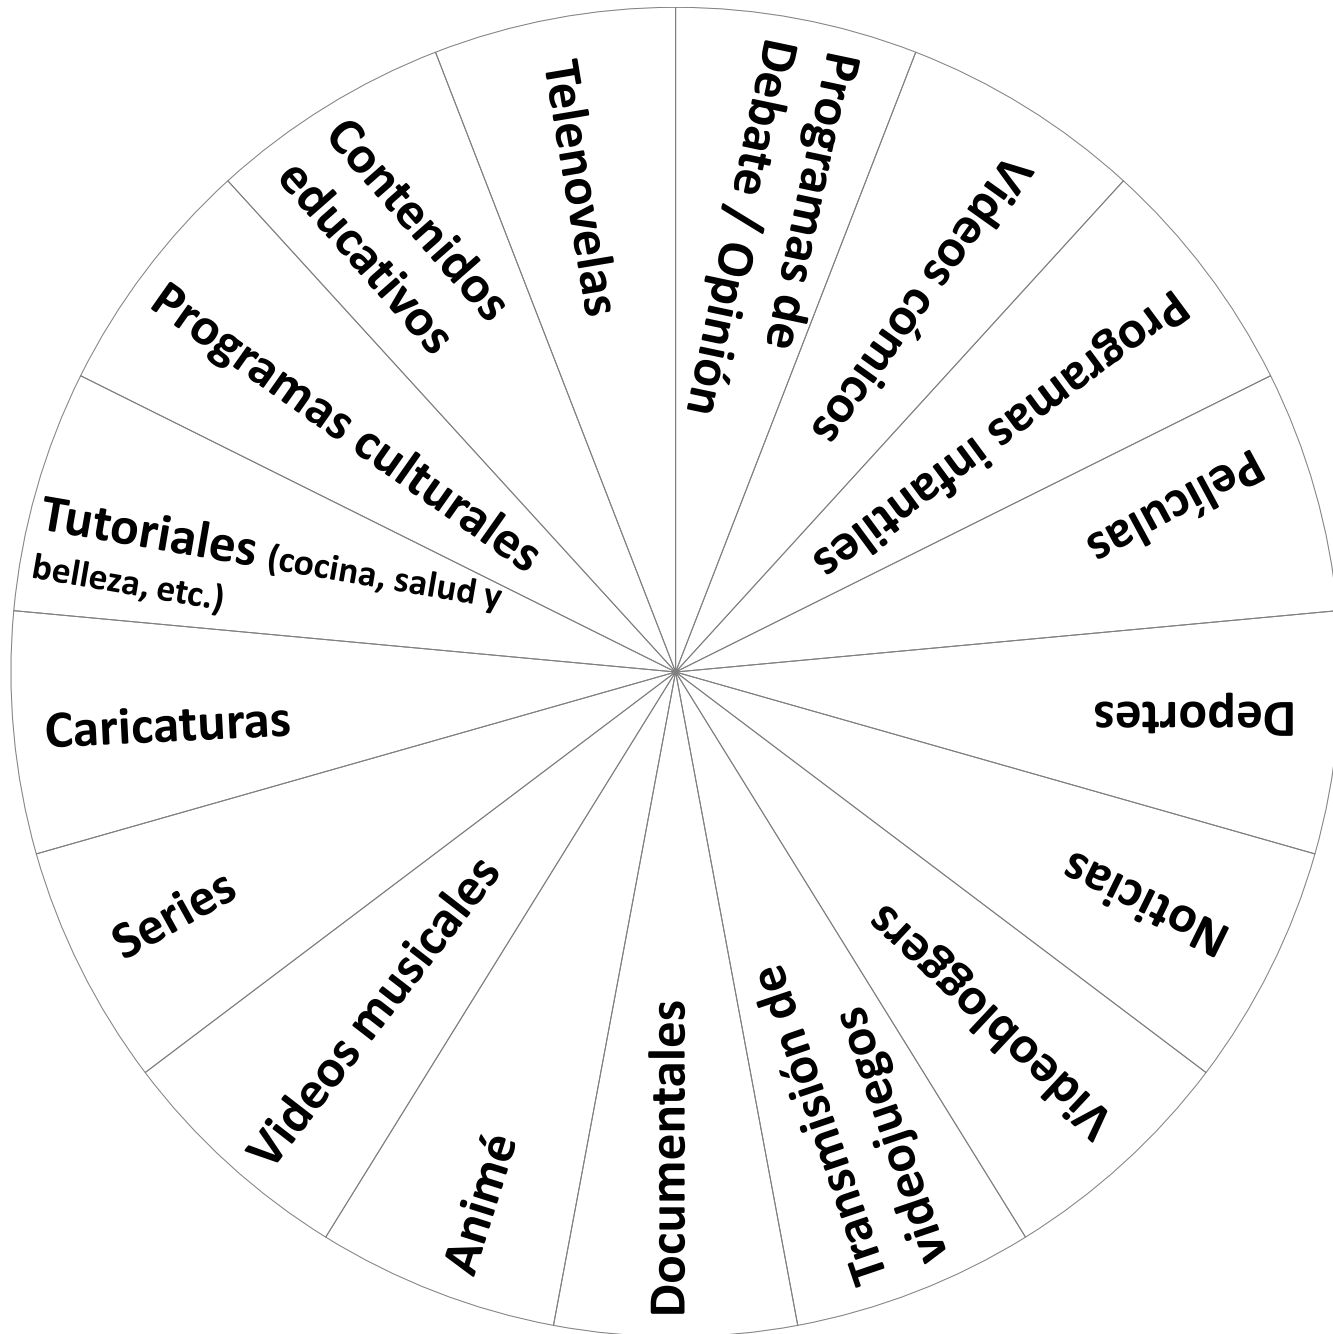 Programas de
Debate / Opinión
Videos cómicos
Programas infantiles
Películas
Deportes
Noticias
Videobloggers
Transmisión de
videojuegos
Documentales
Animé
Videos musicales
Series
Caricaturas
Tutoriales (cocina, salud y
belleza, etc.)
Programas culturales
Contenidos
educativos
Telenovelas